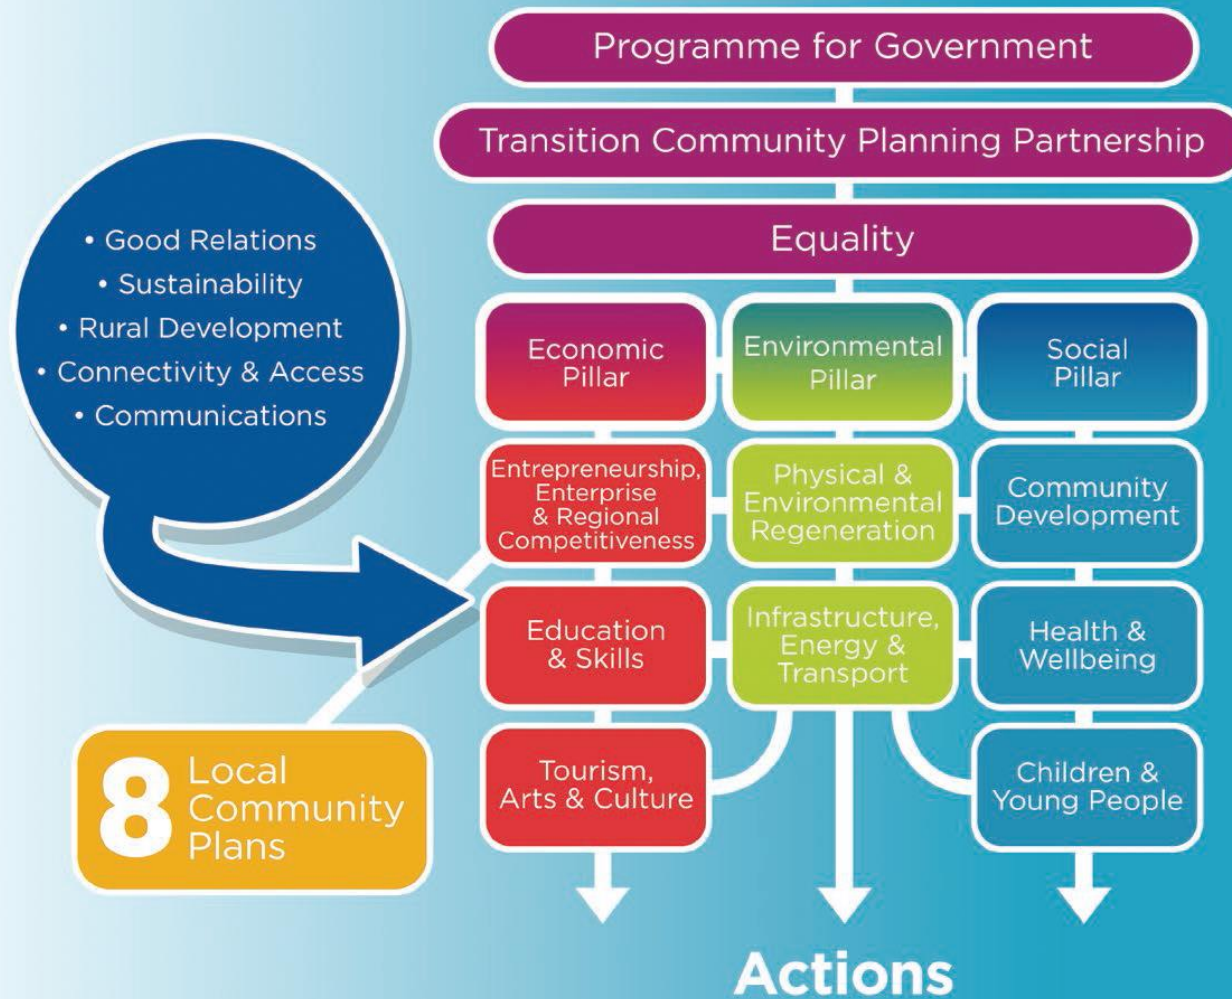 Programme for Government
Transition Community Planning Partnership
Equality
• Good Relations
• Sustainability
• Rural Development
• Connectivity & Access
• Communications
Economic
Pillar
Environmental
Pillar
Social
Pillar
Entrepreneurship,
Enterprise
& Regional
Competitiveness
Physical &
Environmental
Regeneration
Community
Development
Education
& Skills
Infrastructure,
Energy &
Transport
Health &
Wellbeing
Tourism,
Arts & Culture
Children &
Young People
8 Local
Community
Plans
Actions